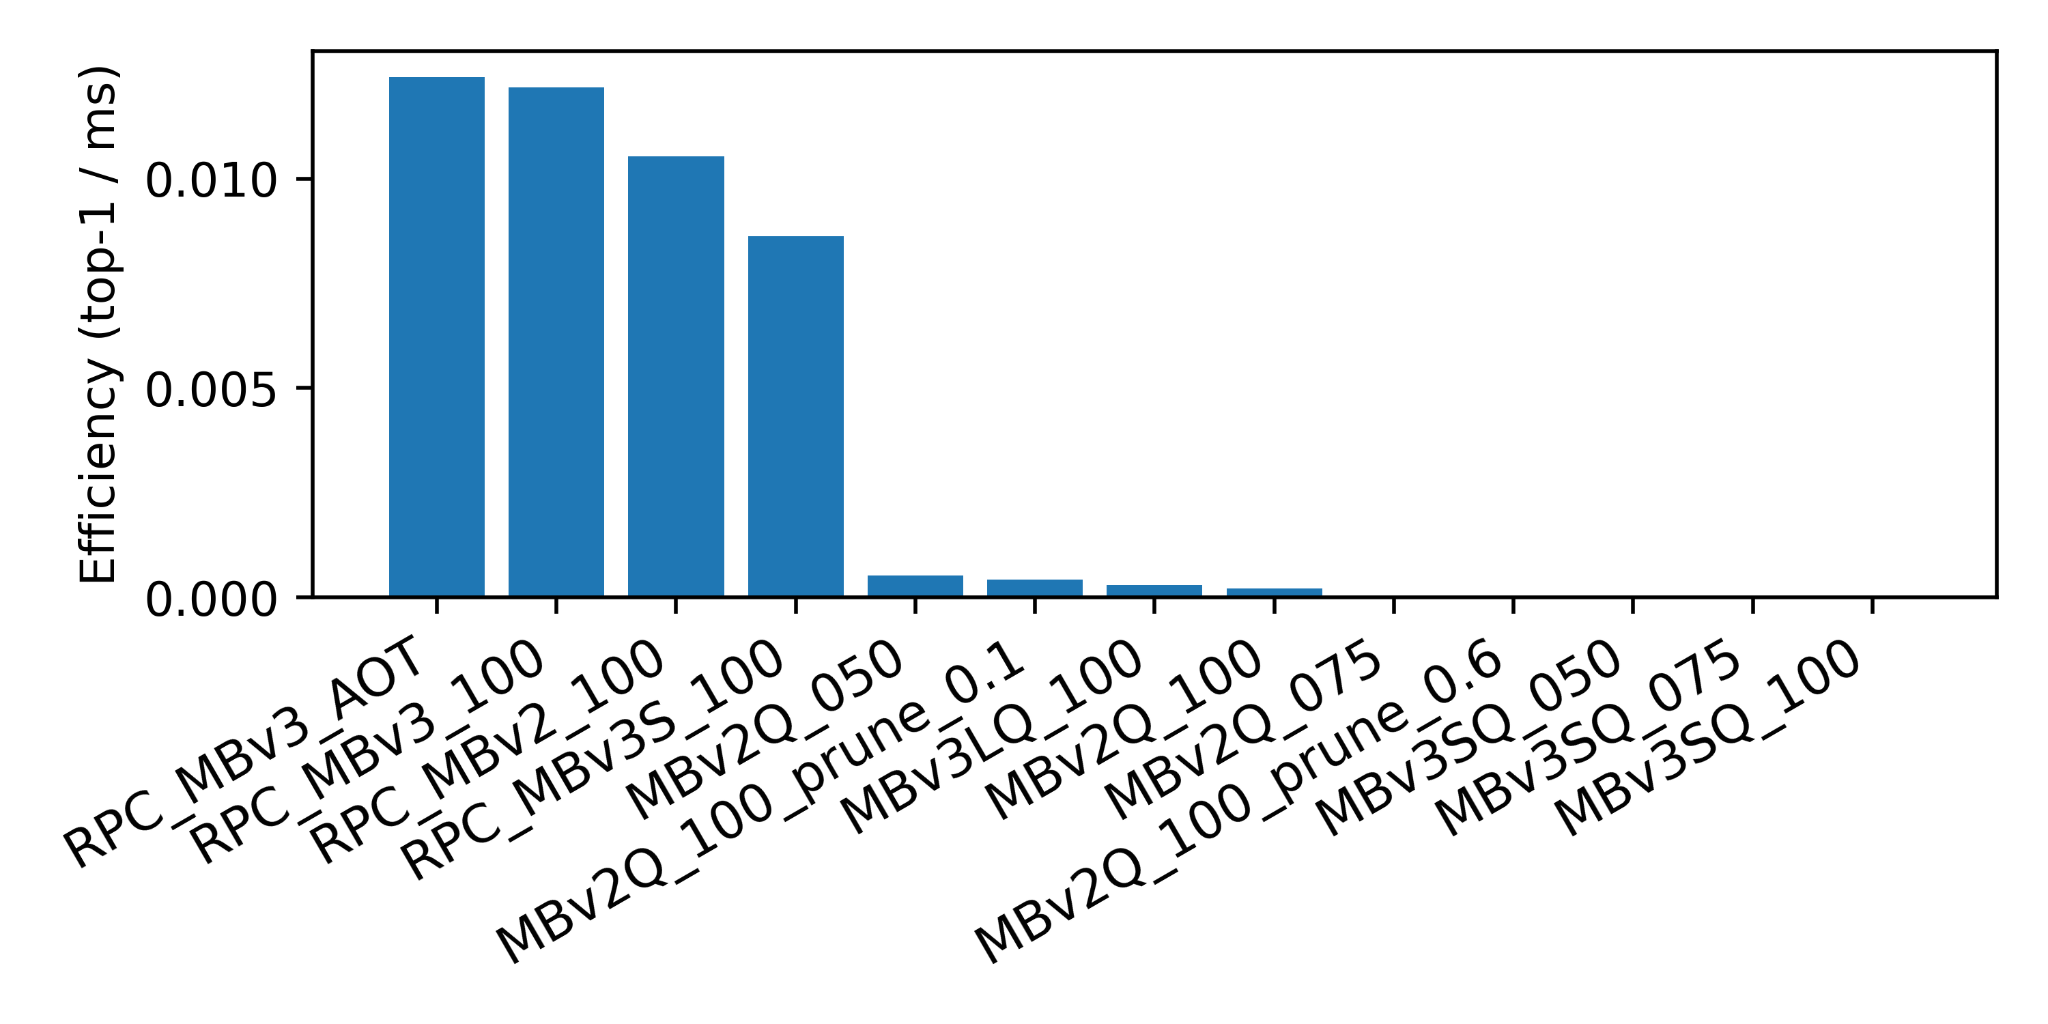 Efficiency (top-1 / ms)
0.010
0.005
0.000
RPC_MBv3_AOT
RPC_MBv3_100
RPC_MBv2_100
RPC_MBv3S_100
MBv2Q_050
MBv2Q_100_prune_0.1
MBv3LQ_100
MBv2Q_100
MBv2Q_075
MBv2Q_100_prune_0.6
MBv3SQ_050
MBv3SQ_075
MBv3SQ_100